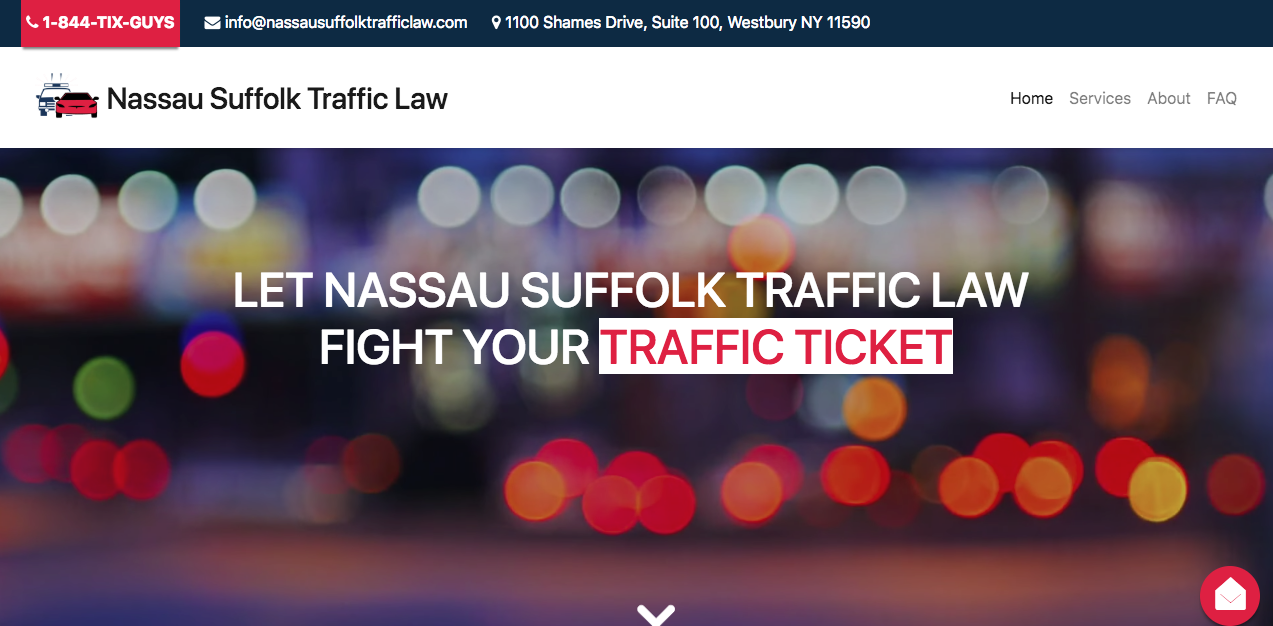 1-844-TIX-GUYS info@nassausuffolktrafficlaw.com 1100 Shames Drive, Suite 100, Westbury NY 11590
Nassau Suffolk Traffic Law Home Services About FAQ
LET NASSAU SUFFOLK TRAFFIC LAW
FIGHT YOUR TRAFFIC TICKET